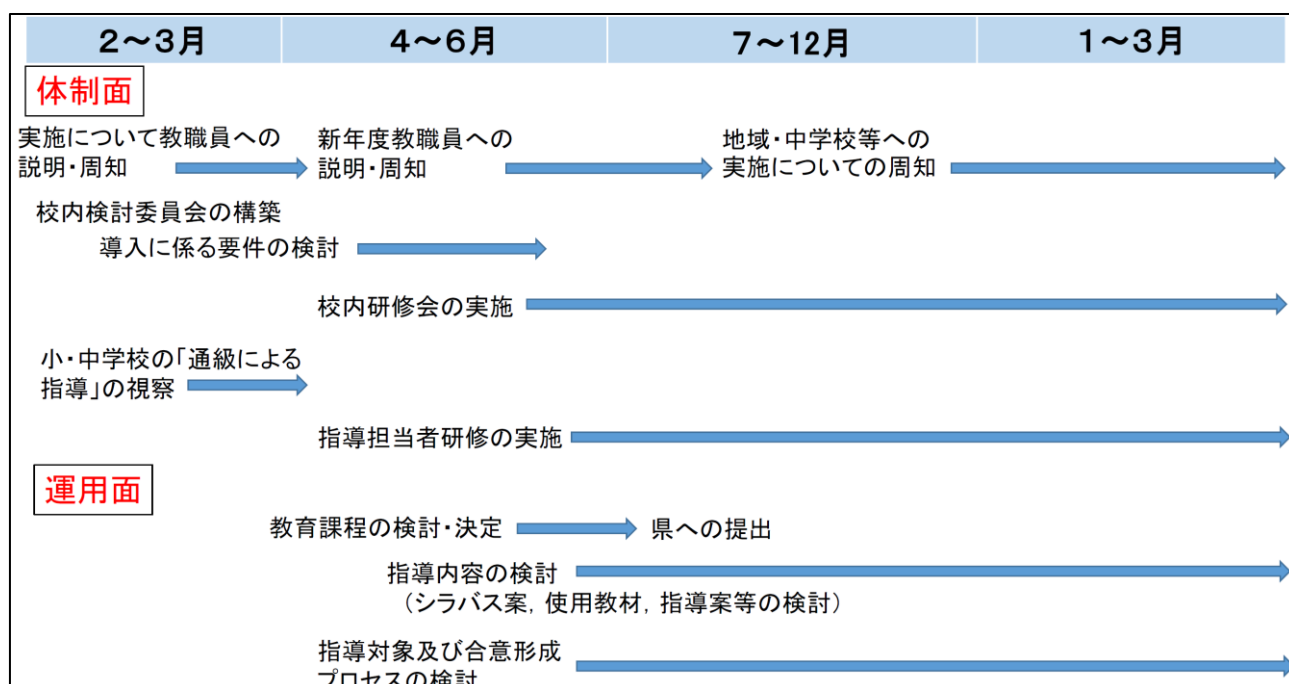 2～3月
4～6月
7～12月
1～3月
体制面
実施について教職員への
説明・周知
新年度教職員への
説明・周知
地域・中学校等への
実施についての周知
校内検討委員会の構築
導入に係る要件の検討
校内研修会の実施
小・中学校の「通級による
指導」の視察
指導担当者研修の実施
運用面
教育課程の検討・決定
県への提出
指導内容の検討
（シラバス案，使用教材，指導案等の検討）
指導対象及び合意形成
プロセスの検討